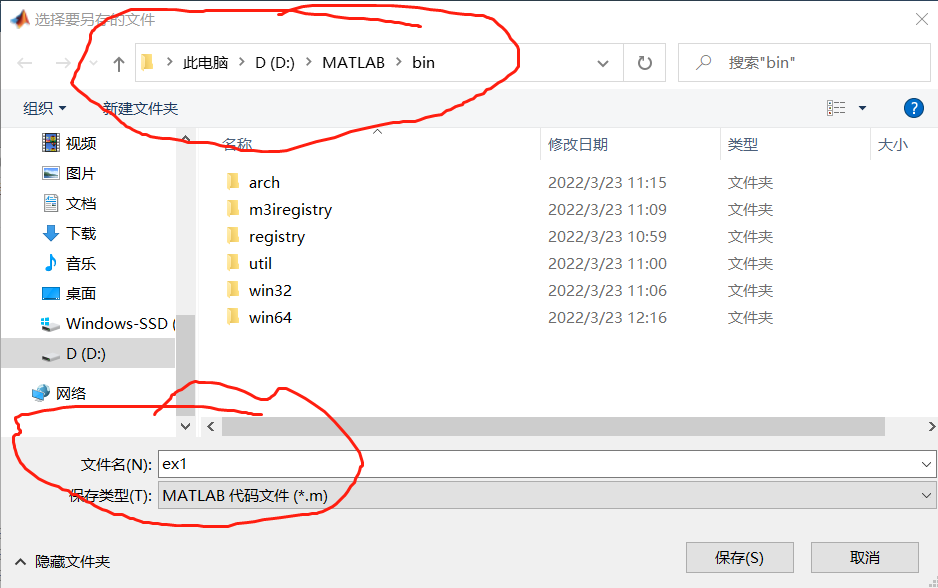 选择要另存的文件
此电脑 D (D:) MATLAB bin
搜索"bin"
组织 新建文件夹
?
名称 修改日期 类型 大小
视频
图片
文档
下载
音乐
桌面
Windows-SSD (
D (D:)
网络
arch 2022/3/23 11:15 文件夹
m3iregistry 2022/3/23 11:09 文件夹
registry 2022/3/23 10:59 文件夹
util 2022/3/23 11:00 文件夹
win32 2022/3/23 11:06 文件夹
win64 2022/3/23 12:16 文件夹
文件名(N): ex1
保存类型(T): MATLAB 代码文件 (*.m)
隐藏文件夹 保存(S) 取消